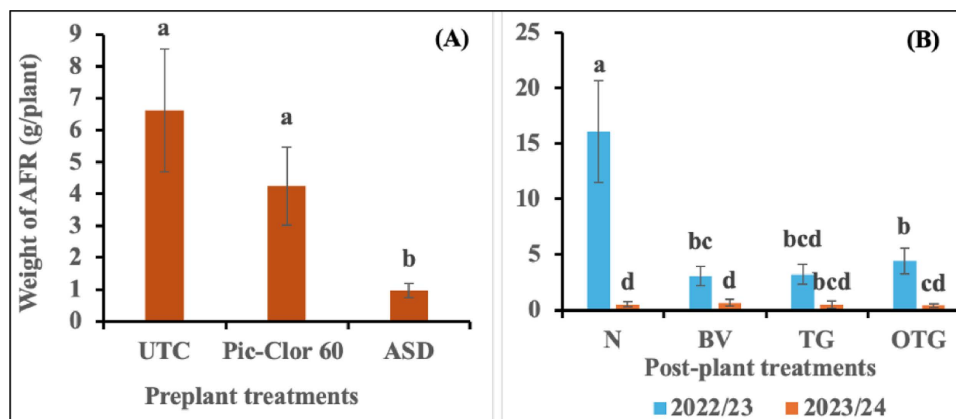 (A)
Weight of AFR (g/plant)
9
8
7
6
5
4
3
2
1
0
a
a
b
UTC Pic-Clor 60 ASD
Preplant treatments
(B)
25
20
15
10
5
0
a
d
bc
d
bcd
bcd
b
cd
N BV TG OTG
Post-plant treatments
2022/23 2023/24